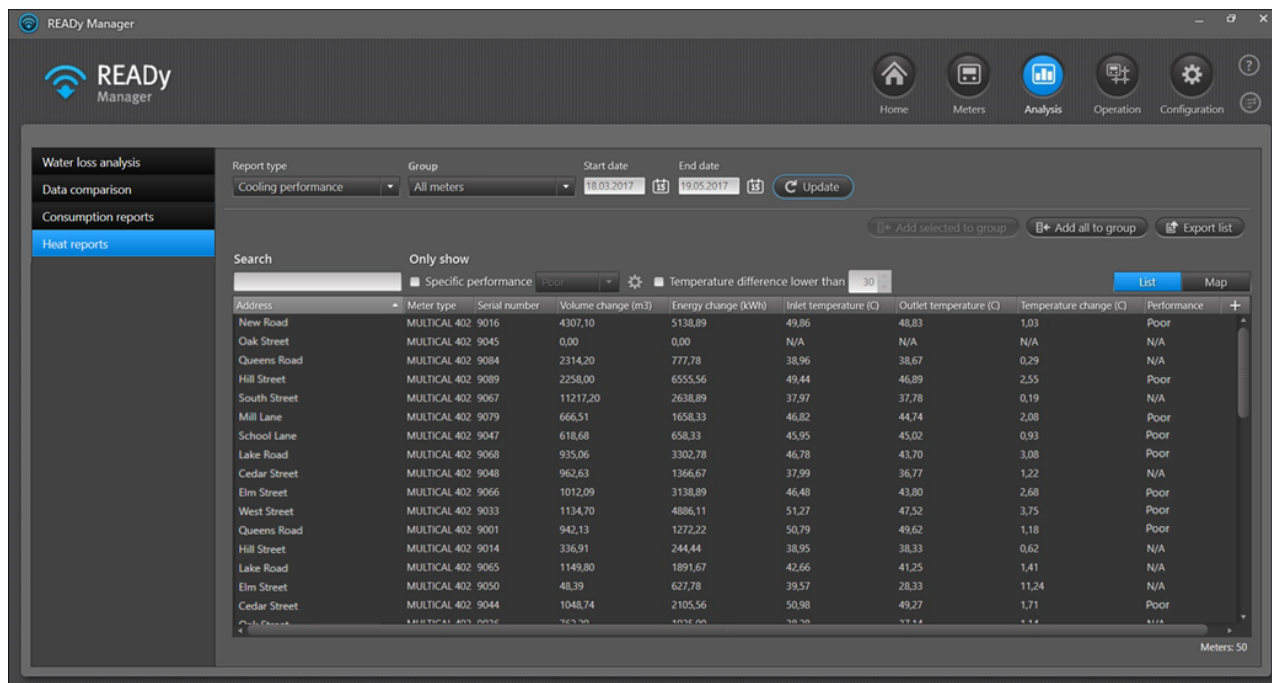 READy Manager
READy
Manager
Home Meters Analysis Operation Configuration
Water loss analysis
Data comparison
Consumption reports
Heat reports
Report type Group Start date End date
Cooling performance All meters 18.03.2017 15 19.05.2017 15 Update
Add selected to group Add all to group Export list
Search Only show
Specific performance Poor Temperature difference lower than 30 List Map
Address Meter type Serial number Volume change (m3) Energy change (kWh) Inlet temperature (C) Outlet temperature (C) Temperature change (C) Performance +
New Road MULTICAL 402 9016 4307,10 5138,89 49,86 48,83 1,03 Poor
Oak Street MULTICAL 402 9045 0,00 0,00 N/A N/A N/A N/A
Queens Road MULTICAL 402 9084 2314,20 777,78 38,96 38,67 0,29 N/A
Hill Street MULTICAL 402 9089 2258,00 6555,56 49,44 46,89 2,55 Poor
South Street MULTICAL 402 9067 11217,20 2638,89 37,97 37,78 0,19 N/A
Mill Lane MULTICAL 402 9079 666,51 1658,33 46,82 44,74 2,08 Poor
School Lane MULTICAL 402 9047 618,68 658,33 45,95 45,02 0,93 Poor
Lake Road MULTICAL 402 9068 935,06 3302,78 46,78 43,70 3,08 Poor
Cedar Street MULTICAL 402 9048 962,63 1366,67 37,99 36,77 1,22 N/A
Elm Street MULTICAL 402 9066 1012,09 3138,89 46,48 43,80 2,68 Poor
West Street MULTICAL 402 9033 1134,70 4886,11 51,27 47,52 3,75 Poor
Queens Road MULTICAL 402 9001 942,13 1272,22 50,79 49,62 1,18 Poor
Hill Street MULTICAL 402 9014 336,91 244,44 38,95 38,33 0,62 N/A
Lake Road MULTICAL 402 9065 1149,80 1891,67 42,66 41,25 1,41 N/A
Elm Street MULTICAL 402 9050 48,39 627,78 39,57 28,33 11,24 N/A
Cedar Street MULTICAL 402 9044 1048,74 2105,56 50,98 49,27 1,71 Poor
Meters: 50